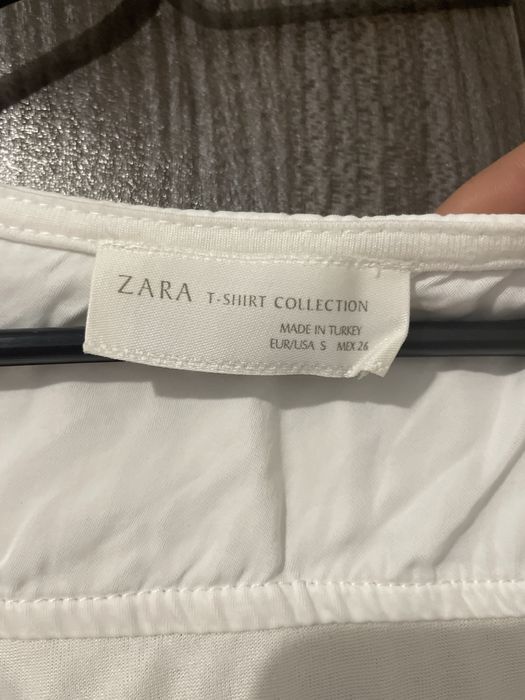 ZARA T-SHIRT COLLECTION
MADE IN TURKEY
EUR/USA S MEX 26